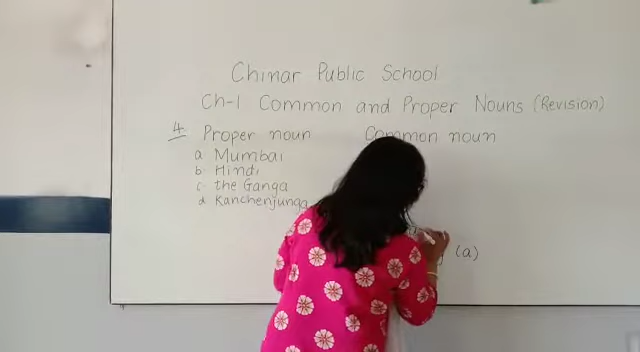 Chinar Public School
Ch-1 Common and Proper Nouns (Revision)
4 Proper noun Common noun
a Mumbai
b Hindi
c the Ganga
d Kanchenjunga
(a)